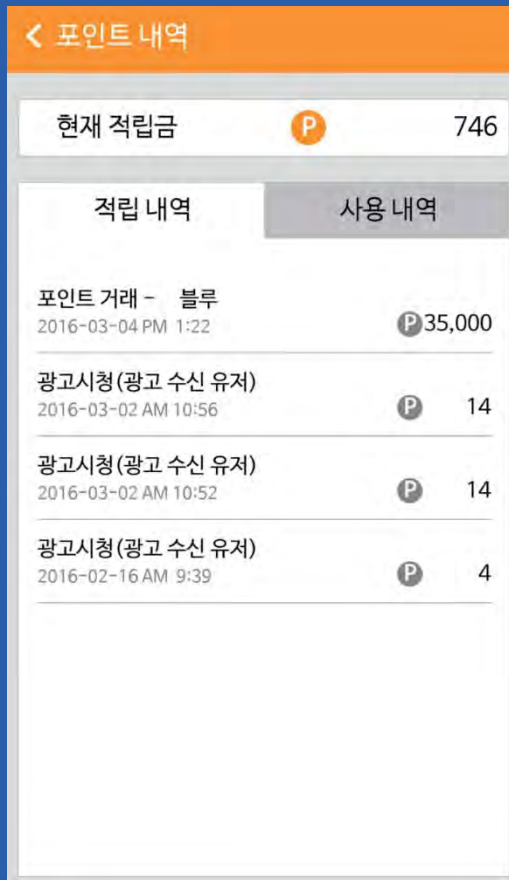 포인트 내역
현재 적립금 P 746
적립 내역 사용 내역
포인트 거래 - 블루
2016-03-04 PM 1:22 P 35,000
광고시청(광고 수신 유저)
2016-03-02 AM 10:56 P 14
광고시청(광고 수신 유저)
2016-03-02 AM 10:52 P 14
광고시청(광고 수신 유저)
2016-02-16 AM 9:39 P 4